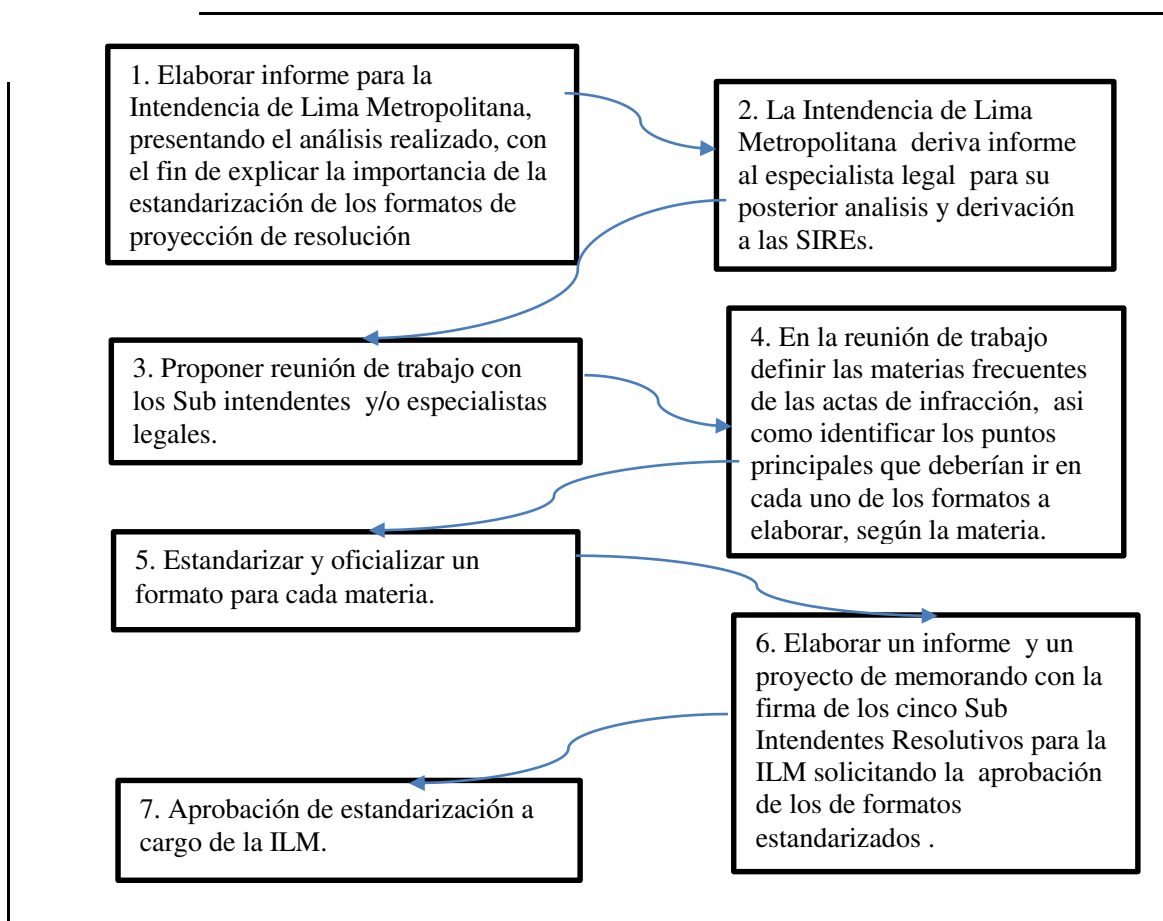 1. Elaborar informe para la
Intendencia de Lima Metropolitana,
presentando el análisis realizado, con
el fin de explicar la importancia de la
estandarización de los formatos de
proyección de resolución
2. La Intendencia de Lima
Metropolitana  deriva informe
al especialista legal  para su
posterior analisis y derivación
a las SIREs.
3. Proponer reunión de trabajo con
los Sub intendentes  y/o especialistas
legales.
4. En la reunión de trabajo
definir las materias frecuentes
de las actas de infracción,  asi
como identificar los puntos
principales que deberían ir en
cada uno de los formatos a
elaborar, según la materia.
5. Estandarizar y oficializar un
formato para cada materia.
6. Elaborar un informe  y un
proyecto de memorando con la
firma de los cinco Sub
Intendentes Resolutivos para la
ILM solicitando la  aprobación
de los de formatos
estandarizados .
7. Aprobación de estandarización a
cargo de la ILM.